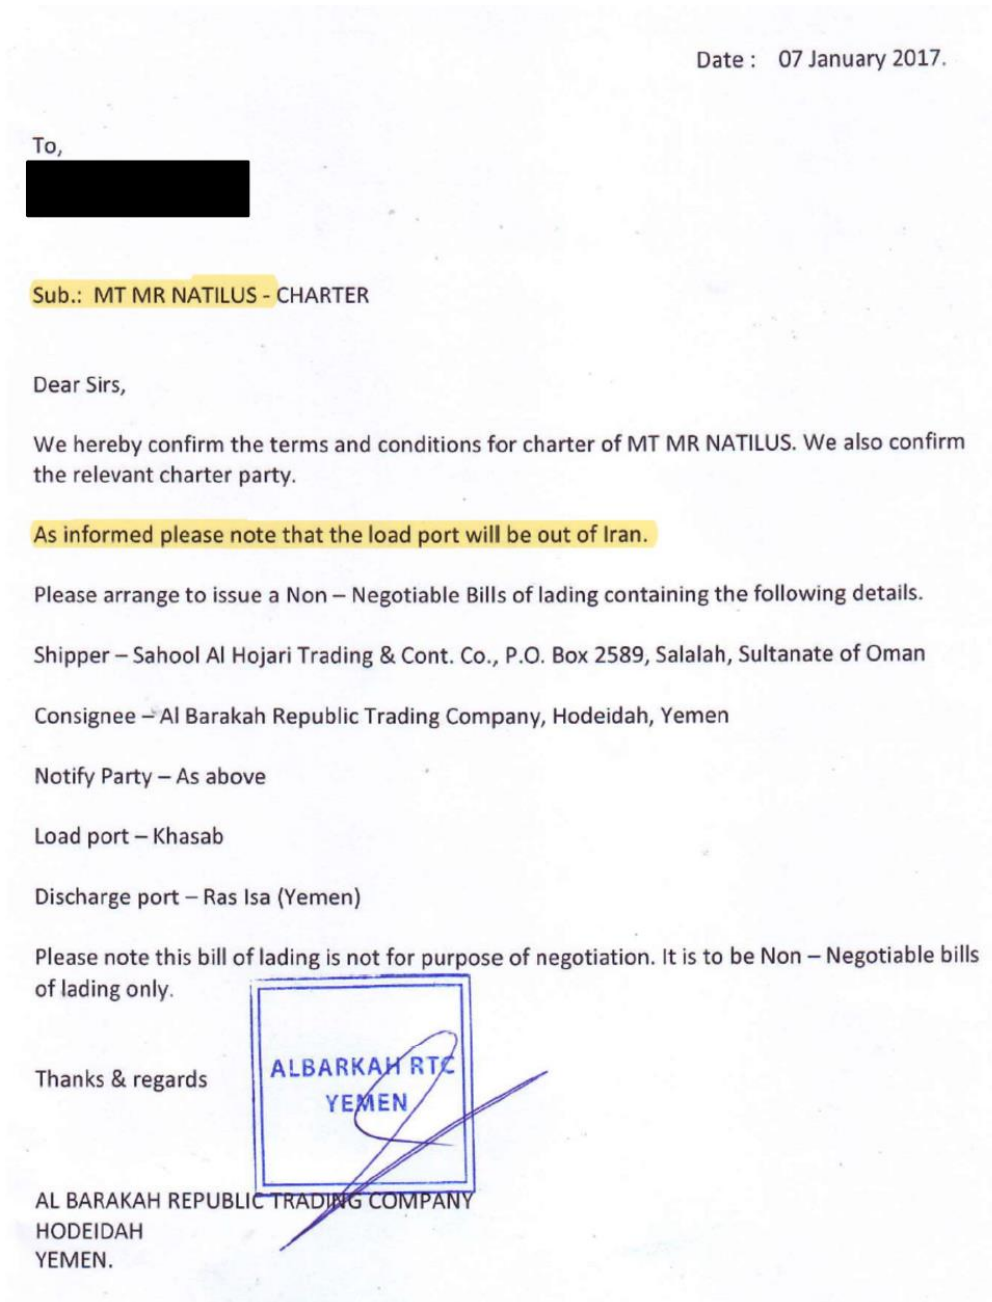 Date : 07 January 2017.
To,
Sub.: MT MR NATILUS - CHARTER
Dear Sirs,
We hereby confirm the terms and conditions for charter of MT MR NATILUS. We also confirm
the relevant charter party.
As informed please note that the load port will be out of Iran.
Please arrange to issue a Non – Negotiable Bills of lading containing the following details.
Shipper – Sahool Al Hojari Trading & Cont. Co., P.O. Box 2589, Salalah, Sultanate of Oman
Consignee – Al Barakah Republic Trading Company, Hodeidah, Yemen
Notify Party – As above
Load port – Khasab
Discharge port – Ras Isa (Yemen)
Please note this bill of lading is not for purpose of negotiation. It is to be Non – Negotiable bills
of lading only.
Thanks & regards
ALBARKAH RTC
YEMEN
AL BARAKAH REPUBLIC TRADING COMPANY
HODEIDAH
YEMEN.